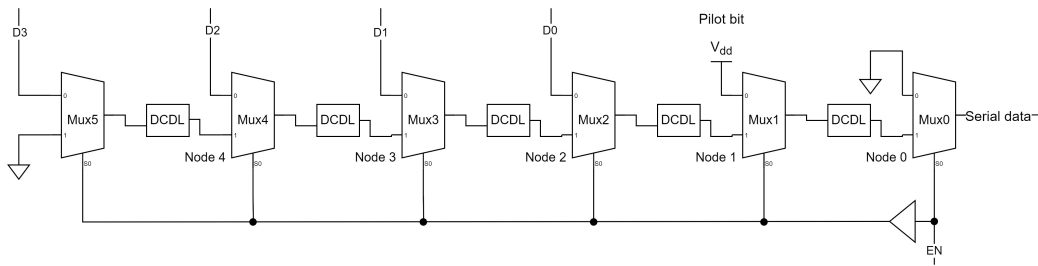 Pilot bit
D3
D2
D1
D0
Vdd
0
Mux5
1
S0
DCDL
0
Mux4
1
S0
Node 4
DCDL
0
Mux3
1
S0
Node 3
DCDL
0
Mux2
1
S0
Node 2
DCDL
0
Mux1
1
S0
Node 1
DCDL
0
Mux0
1
S0
Node 0
Serial data
EN